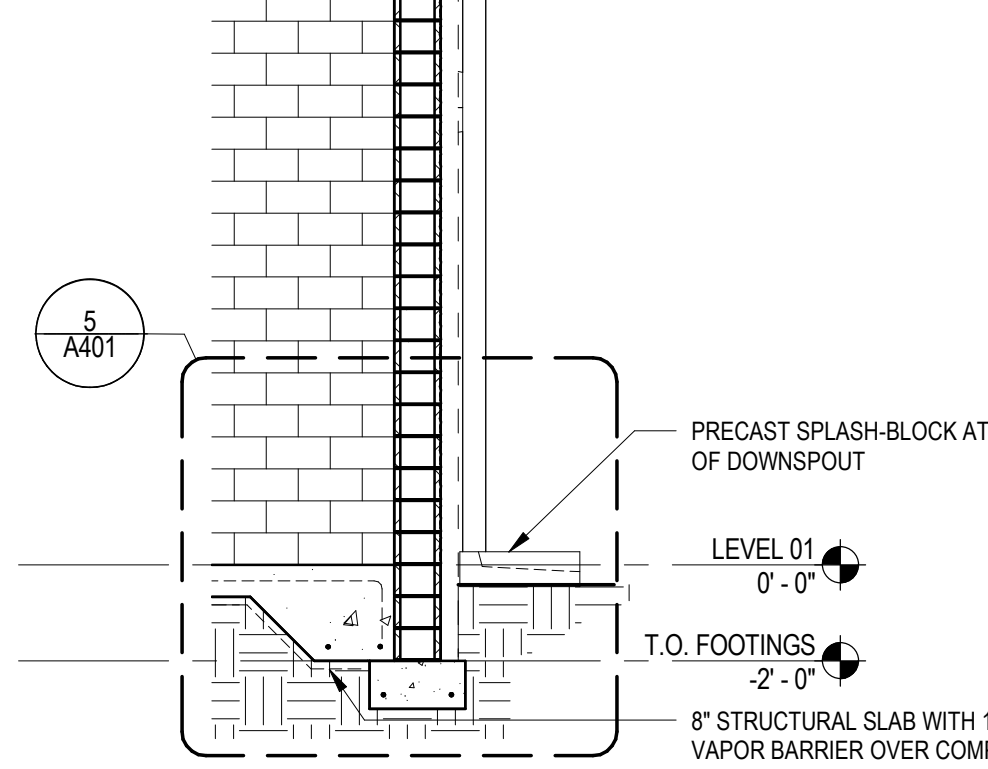 5
A401
PRECAST SPLASH-BLOCK AT
OF DOWNSPOUT
LEVEL 01
0' - 0"
T.O. FOOTINGS
-2' - 0"
8" STRUCTURAL SLAB WITH 1
VAPOR BARRIER OVER